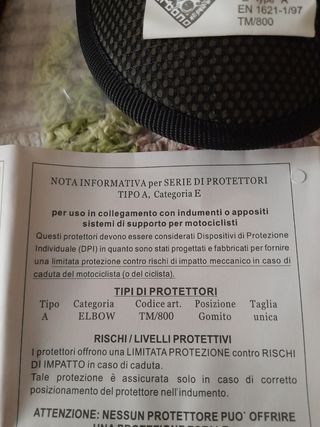 Type A
EN 1621-1/97
TM/800
NOTA INFORMATIVA per SERIE DI PROTETTORI
TIPO A, Categoria E
per uso in collegamento con indumenti o appositi
sistemi di supporto per motociclisti
Questi protettori devono essere considerati Dispositivi di Protezione
Individuale (DPI) in quanto sono stati progettati e fabbricati per fornire
una limitata protezione contro rischi di impatto meccanico in caso di
caduta del motociclista (o del ciclista).
TIPI DI PROTETTORI
Tipo Categoria Codice art. Posizione Taglia
A ELBOW TM/800 Gomito unica
RISCHI / LIVELLI PROTETTIVI
I protettori offrono una LIMITATA PROTEZIONE contro RISCHI
DI IMPATTO in caso di caduta.
Tale protezione è assicurata solo in caso di corretto
posizionamento del protettore nell'indumento.
ATTENZIONE: NESSUN PROTETTORE PUO' OFFRIRE
UNA PROTEZIONE TOTALE